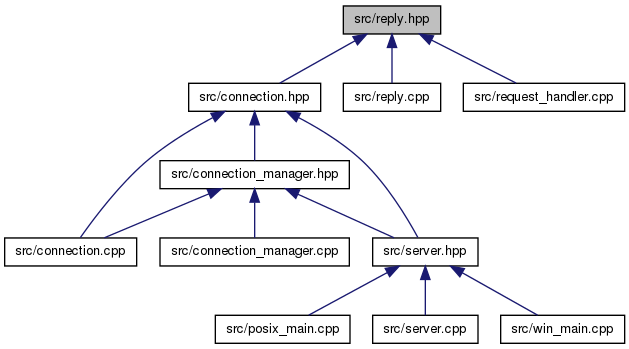 src/reply.hpp
src/connection.hpp
src/reply.cpp
src/request_handler.cpp
src/connection_manager.hpp
src/connection.cpp
src/connection_manager.cpp
src/server.hpp
src/posix_main.cpp
src/server.cpp
src/win_main.cpp